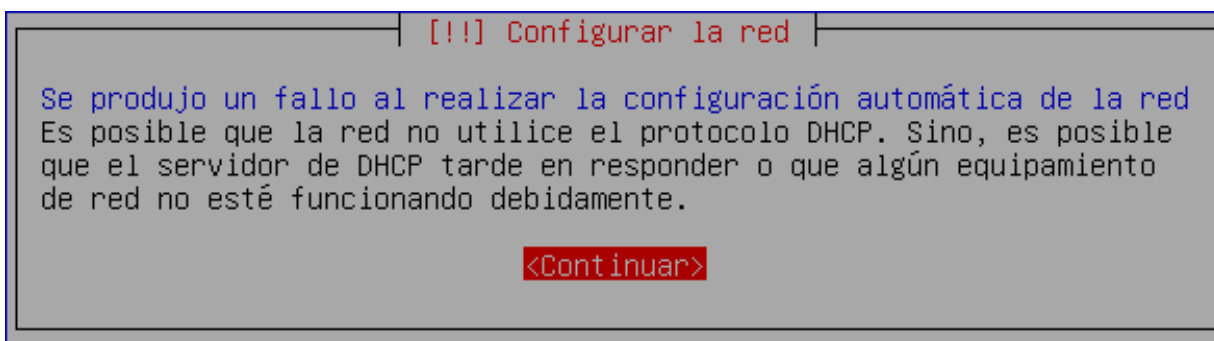 [!!] Configurar la red
Se produjo un fallo al realizar la configuración automática de la red
Es posible que la red no utilice el protocolo DHCP. Sino, es posible
que el servidor de DHCP tarde en responder o que algún equipamiento
de red no esté funcionando debidamente.
<Continuar>